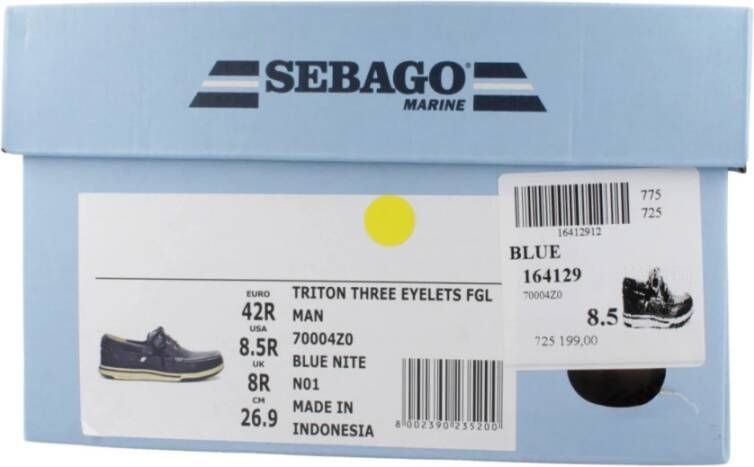 SEBAGO®
MARINE
EURO
42R
USA
8.5R
UK
8R
CM
26.9
TRITON THREE EYELETS FGL
MAN
70004Z0
BLUE NITE
N01
MADE IN
INDONESIA
8 002390 235200
775
725
16412912
BLUE
164129
70004Z0
8.5
725 199,00